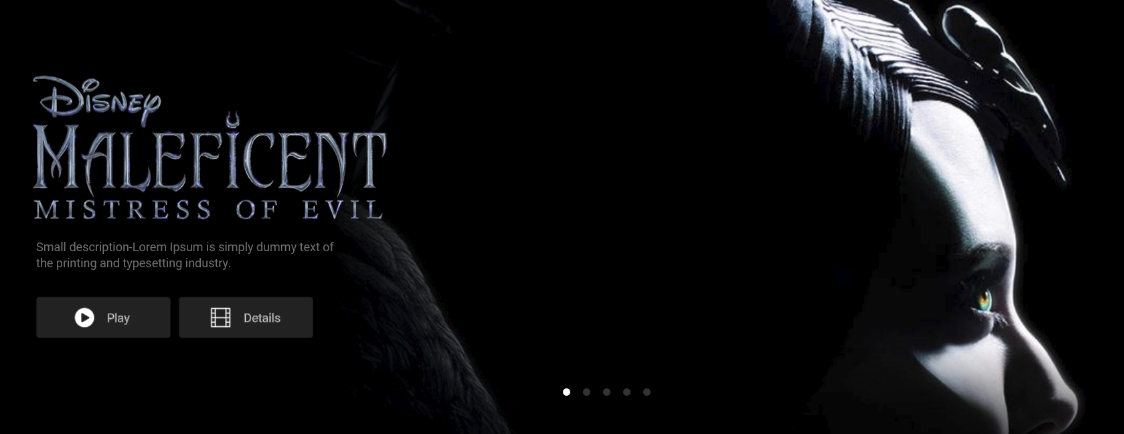 Disney
MALEFICENT
MISTRESS OF EVIL
Small description-Lorem Ipsum is simply dummy text of
the printing and typesetting industry.
Play
Details